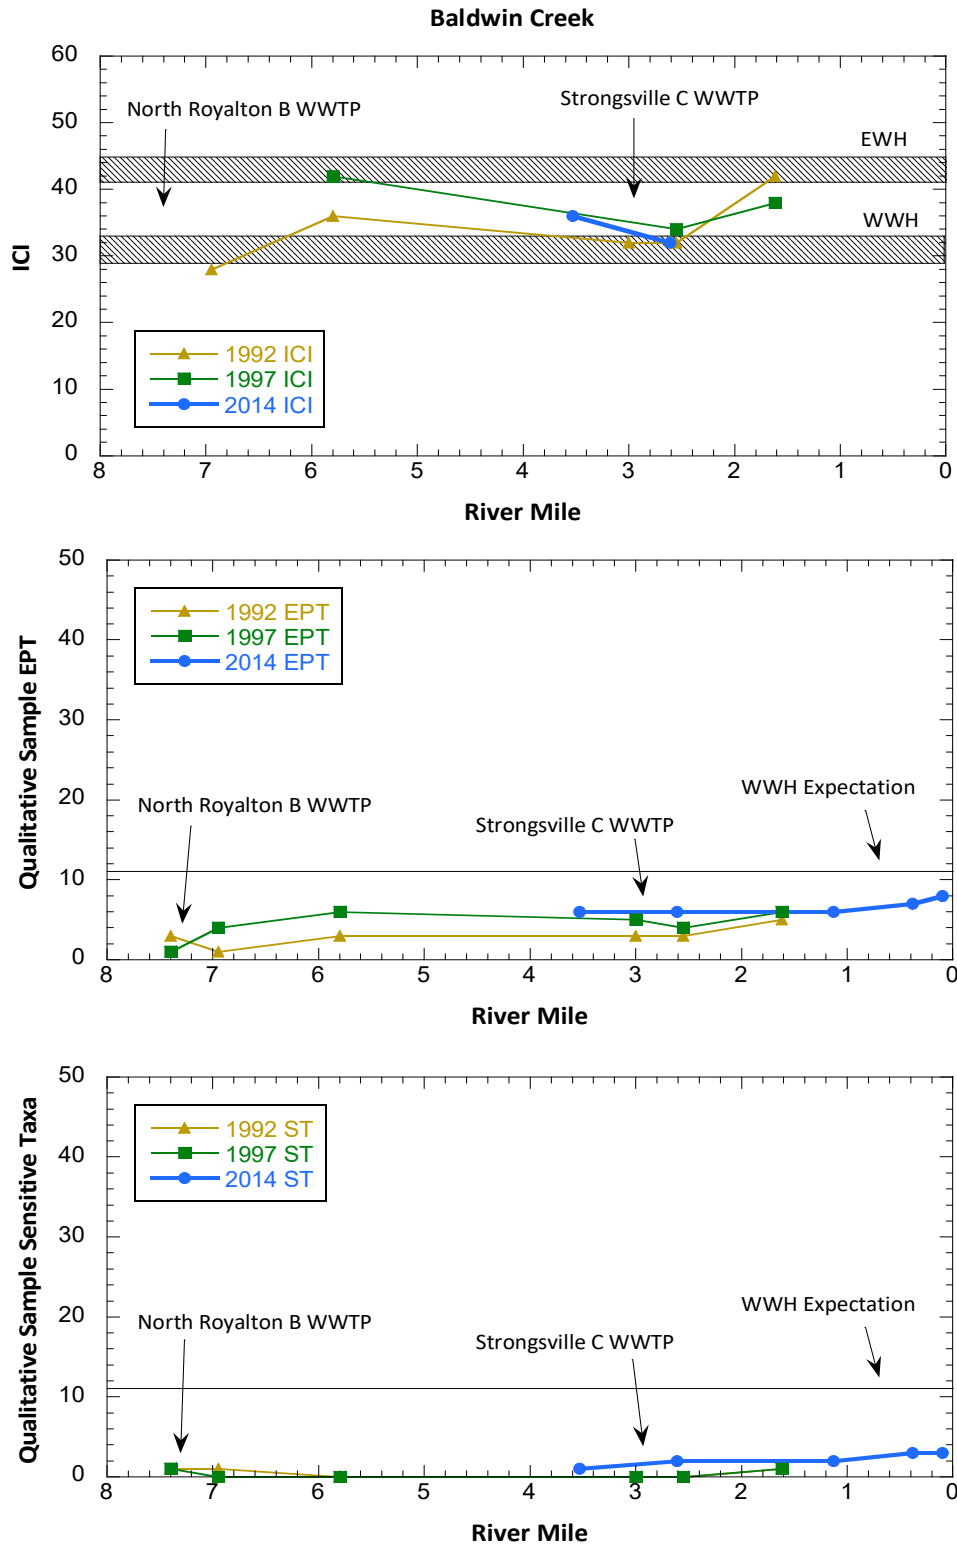 Baldwin Creek
60
50
40
30
20
10
0
ICI
North Royalton B WWTP
Strongsville C WWTP
EWH
WWH
1992 ICI
1997 ICI
2014 ICI
8 7 6 5 4 3 2 1 0
River Mile
50
40
30
20
10
0
Qualitative Sample EPT
1992 EPT
1997 EPT
2014 EPT
North Royalton B WWTP
Strongsville C WWTP
WWH Expectation
8 7 6 5 4 3 2 1 0
River Mile
50
40
30
20
10
0
Qualitative Sample Sensitive Taxa
1992 ST
1997 ST
2014 ST
North Royalton B WWTP
Strongsville C WWTP
WWH Expectation
8 7 6 5 4 3 2 1 0
River Mile